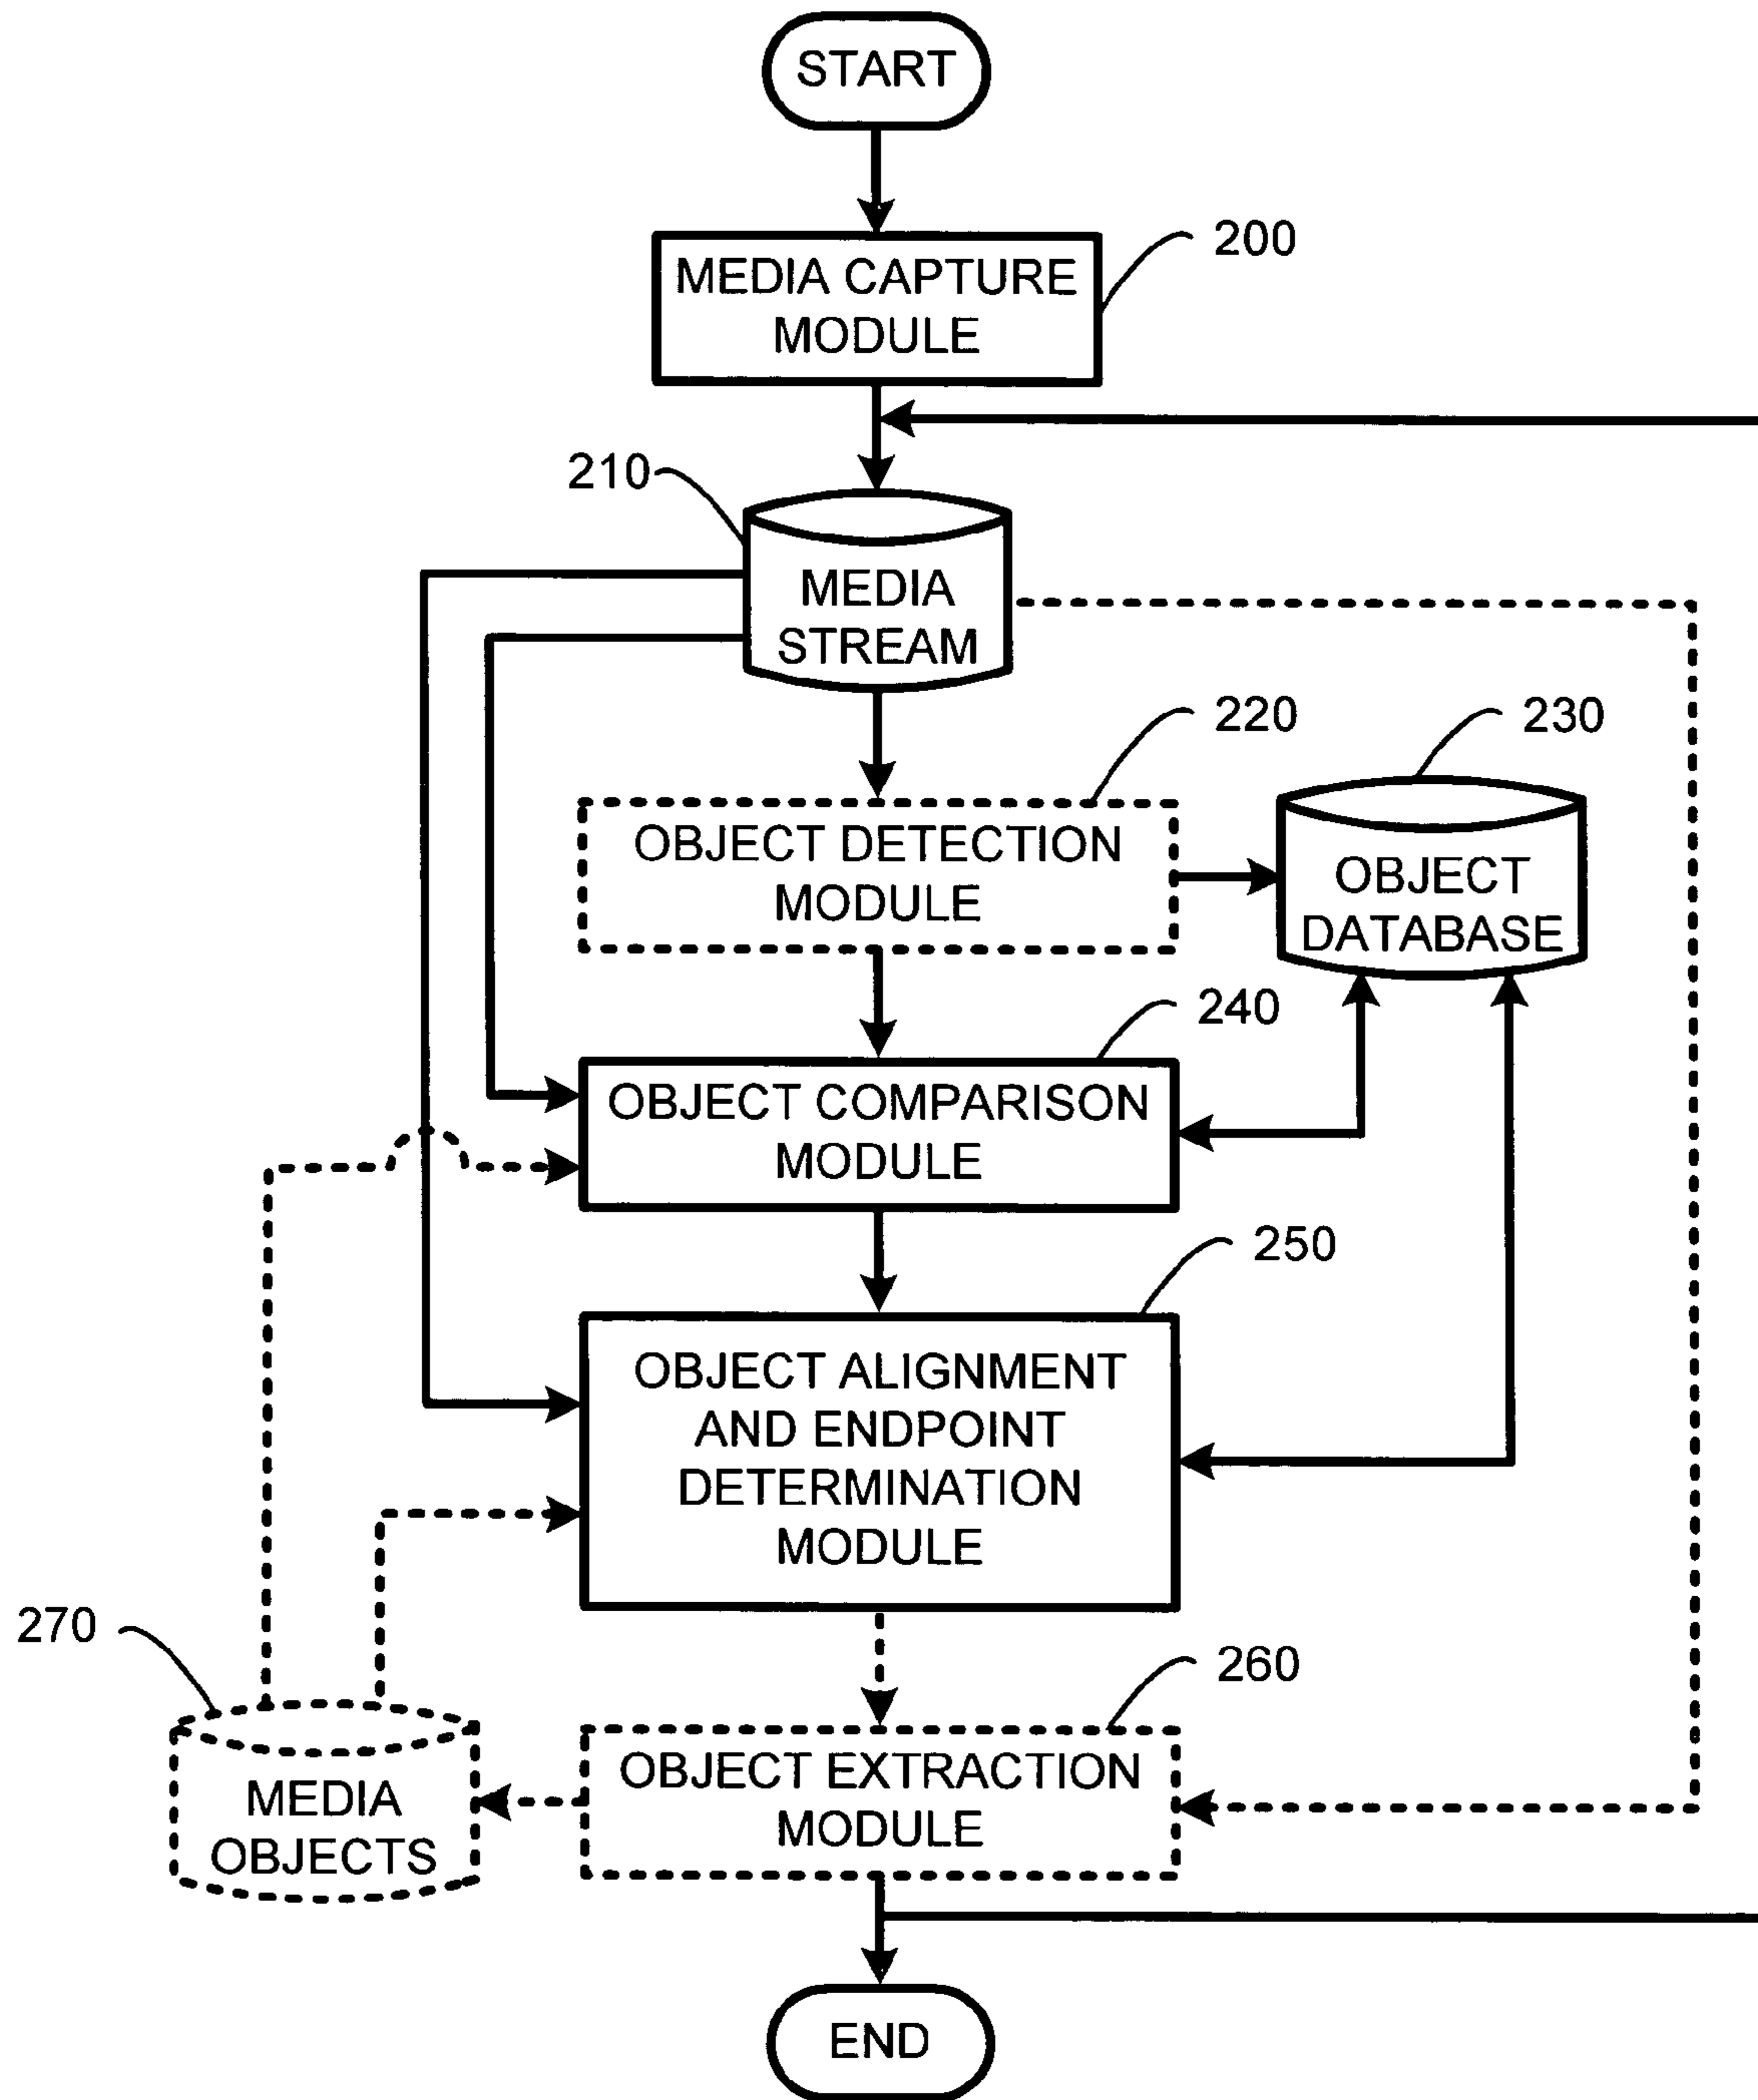 START
200
MEDIA CAPTURE
MODULE
210
MEDIA
STREAM
220
230
OBJECT DETECTION
MODULE
OBJECT
DATABASE
240
OBJECT COMPARISON
MODULE
250
OBJECT ALIGNMENT
AND ENDPOINT
DETERMINATION
MODULE
270
260
OBJECT EXTRACTION
MODULE
MEDIA
OBJECTS
END